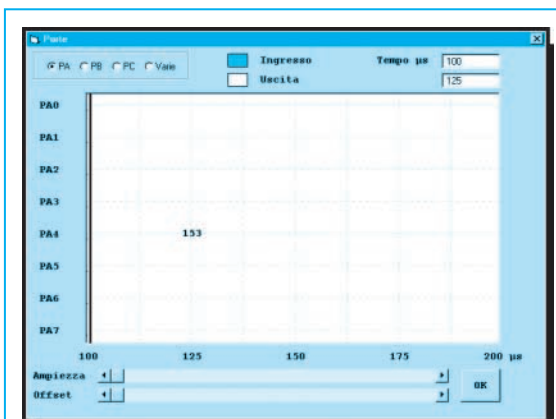 Porte
PA PB PC Varie
Ingresso
Uscita
Tempo µs 100
125
PA0
PA1
PA2
PA3
PA4 153
PA5
PA6
PA7
100 125 150 175 200 µs
Ampiezza
Offset
OK